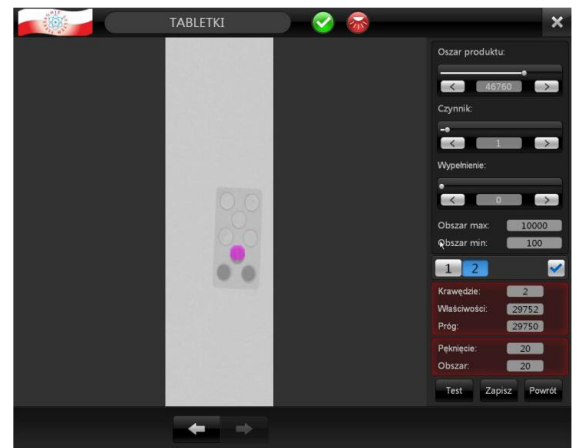 TABLETKI
Oszar produktu:
46760
Czynnik:
1
Wypełnienie:
0
Obszar max: 10000
Obszar min: 100
1 2
Krawędzie: 2
Właściwości: 29752
Próg: 29750
Pęknięcie: 20
Obszar: 20
Test Zapisz Powrót